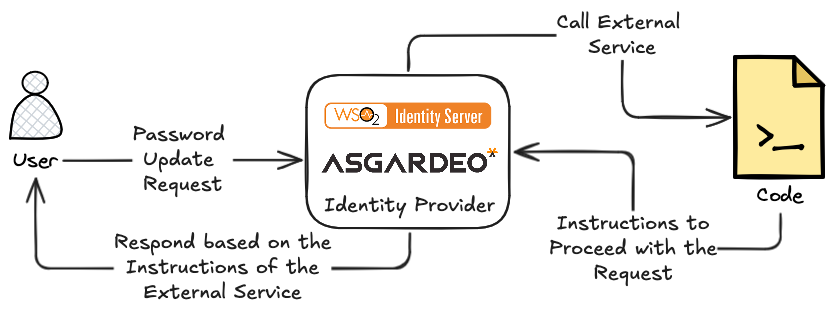 Call External
Service
WSO2 Identity Server
Password
Update
Request
User
ASGARDEO*
Identity Provider
>_
Code
Respond based on the
Instructions of the
External Service
Instructions to
Proceed with the
Request